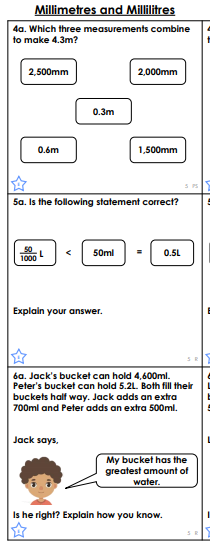 Millimetres and Millilitres
4a. Which three measurements combine
to make 4.3m?
2,500mm
2,000mm
0.3m
0.6m
1,500mm
5a. Is the following statement correct?
50
1000 L < 50ml = 0.5L
Explain your answer.
6a. Jack's bucket can hold 4,600ml.
Peter's bucket can hold 5.2L. Both fill their
buckets half way. Jack adds an extra
700ml and Peter adds an extra 500ml.
Jack says,
My bucket has the
greatest amount of
water.
Is he right? Explain how you know.